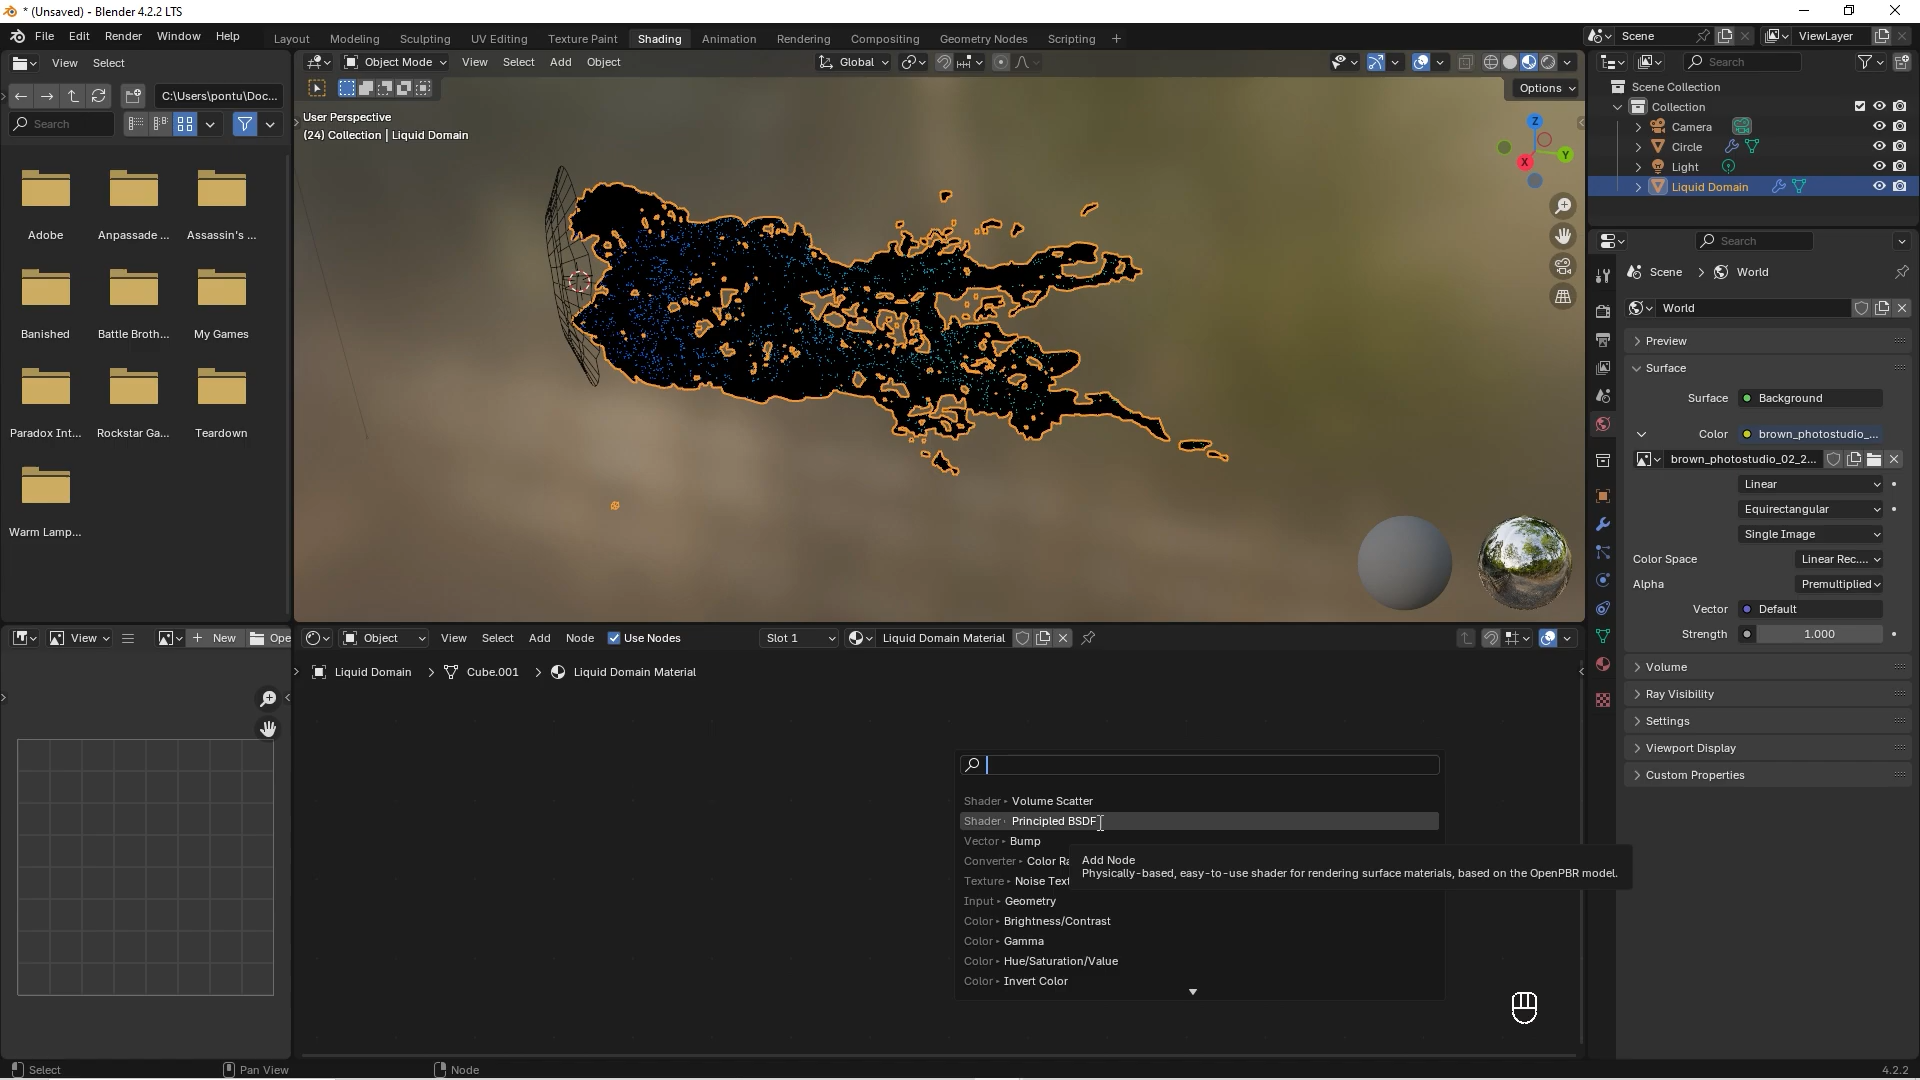 * (Unsaved) - Blender 4.2.2 LTS
File Edit Render Window Help
Layout Modeling Sculpting UV Editing Texture Paint Shading Animation Rendering Compositing Geometry Nodes Scripting +
Scene ViewLayer
View Select
Object Mode View Select Add Object Global
Search
C:\Users\pontu\Doc...
Options
Search
User Perspective
(24) Collection | Liquid Domain
Z
Y
X
Scene Collection
Collection
Camera
Circle
Light
Liquid Domain
Adobe Anpassade ... Assassin's ...
Banished Battle Broth... My Games
Paradox Int... Rockstar Ga... Teardown
Warm Lamp...
Search
Scene > World
World
Preview
Surface
Surface Background
Color brown_photostudio_...
brown_photostudio_02_2...
Linear
Equirectangular
Single Image
Color Space Linear Rec....
Alpha Premultiplied
Vector Default
Strength 1.000
Volume
Ray Visibility
Settings
Viewport Display
Custom Properties
View New Ope
Object View Select Add Node Use Nodes Slot 1 Liquid Domain Material
Liquid Domain > Cube.001 > Liquid Domain Material
Shader Volume Scatter
Shader Principled BSDF
Vector Bump
Converter Color Ra
Texture Noise Text
Input Geometry
Color Brightness/Contrast
Color Gamma
Color Hue/Saturation/Value
Color Invert Color
Add Node
Physically-based, easy-to-use shader for rendering surface materials, based on the OpenPBR model.
Select Pan View Node 4.2.2